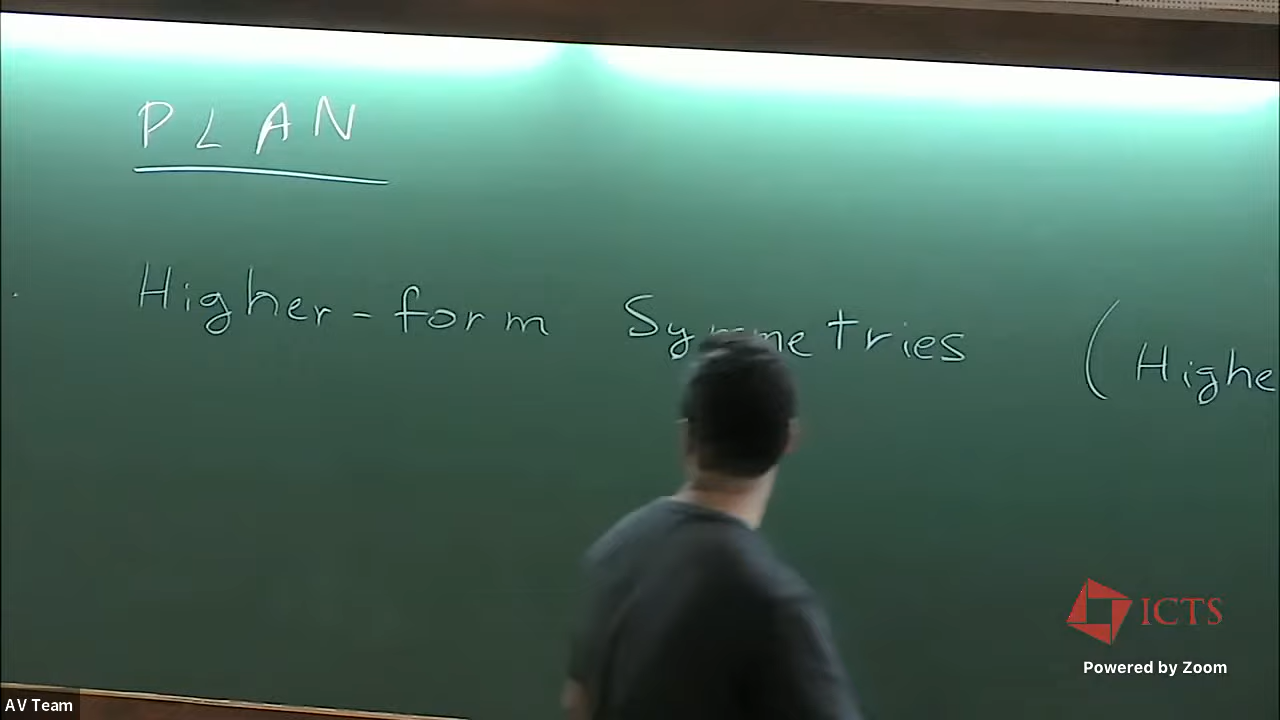 PLAN
Higher-form Symmetries (Highe
ICTS
Powered by Zoom
AV Team